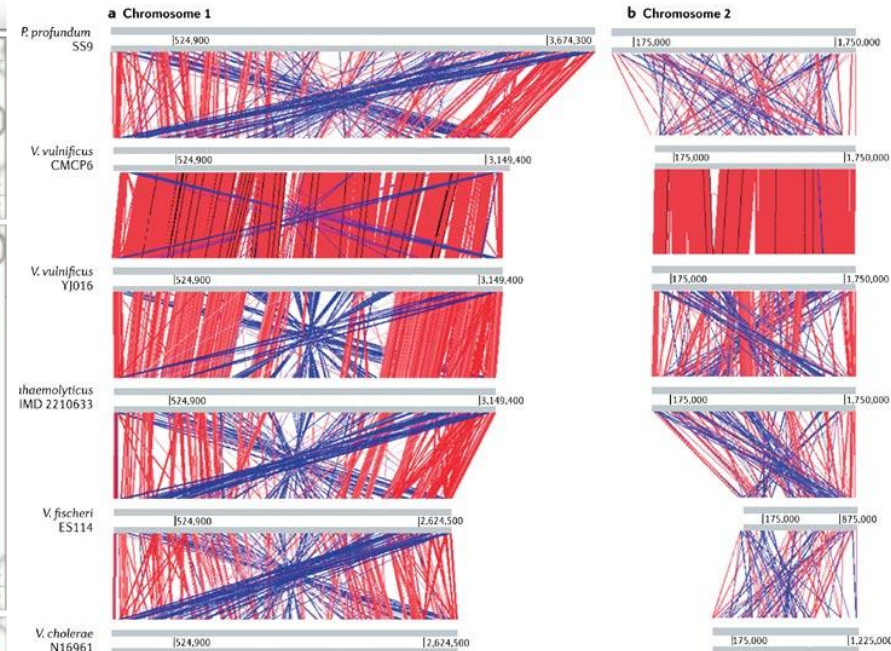 a Chromosome 1
b Chromosome 2
P. profundum
SS9
524,900
3,674,300
175,000
1,750,000
V. vulnificus
CMCP6
524,900
3,149,400
175,000
1,750,000
V. vulnificus
YJ016
524,900
3,149,400
175,000
1,750,000
haemolyticus
IMD 2210633
524,900
3,149,400
175,000
1,750,000
V. fischeri
ES114
524,900
2,624,500
175,000
875,000
V. cholerae
N16961
524,900
2,624,500
175,000
1,225,000